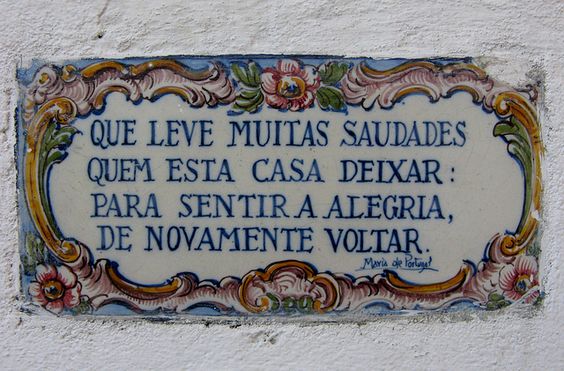 QUE LEVE MUITAS SAUDADES
QUEM ESTA CASA DEIXAR:
PARA SENTIR A ALEGRIA,
DE NOVAMENTE VOLTAR.
Maria de Portugal